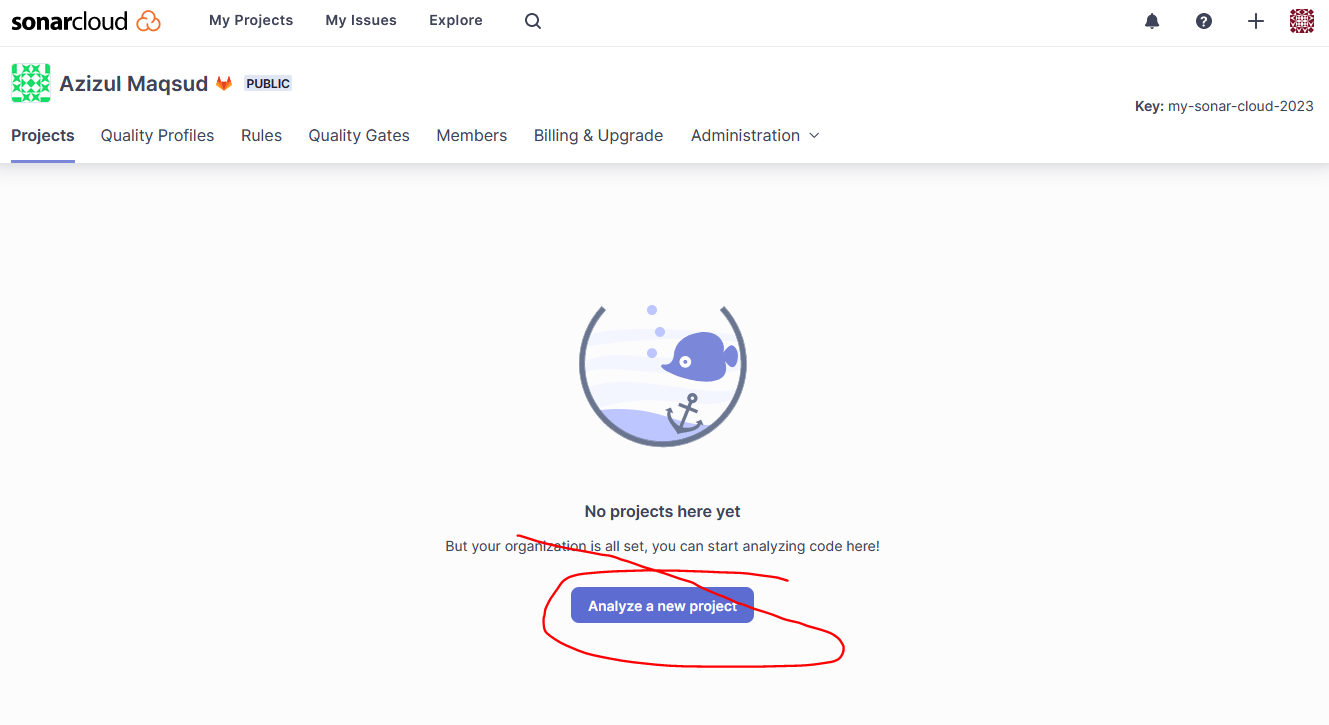 sonarcloud My Projects My Issues Explore
Azizul Maqsud PUBLIC
Key: my-sonar-cloud-2023
Projects Quality Profiles Rules Quality Gates Members Billing & Upgrade Administration
No projects here yet
But your organization is all set, you can start analyzing code here!
Analyze a new project